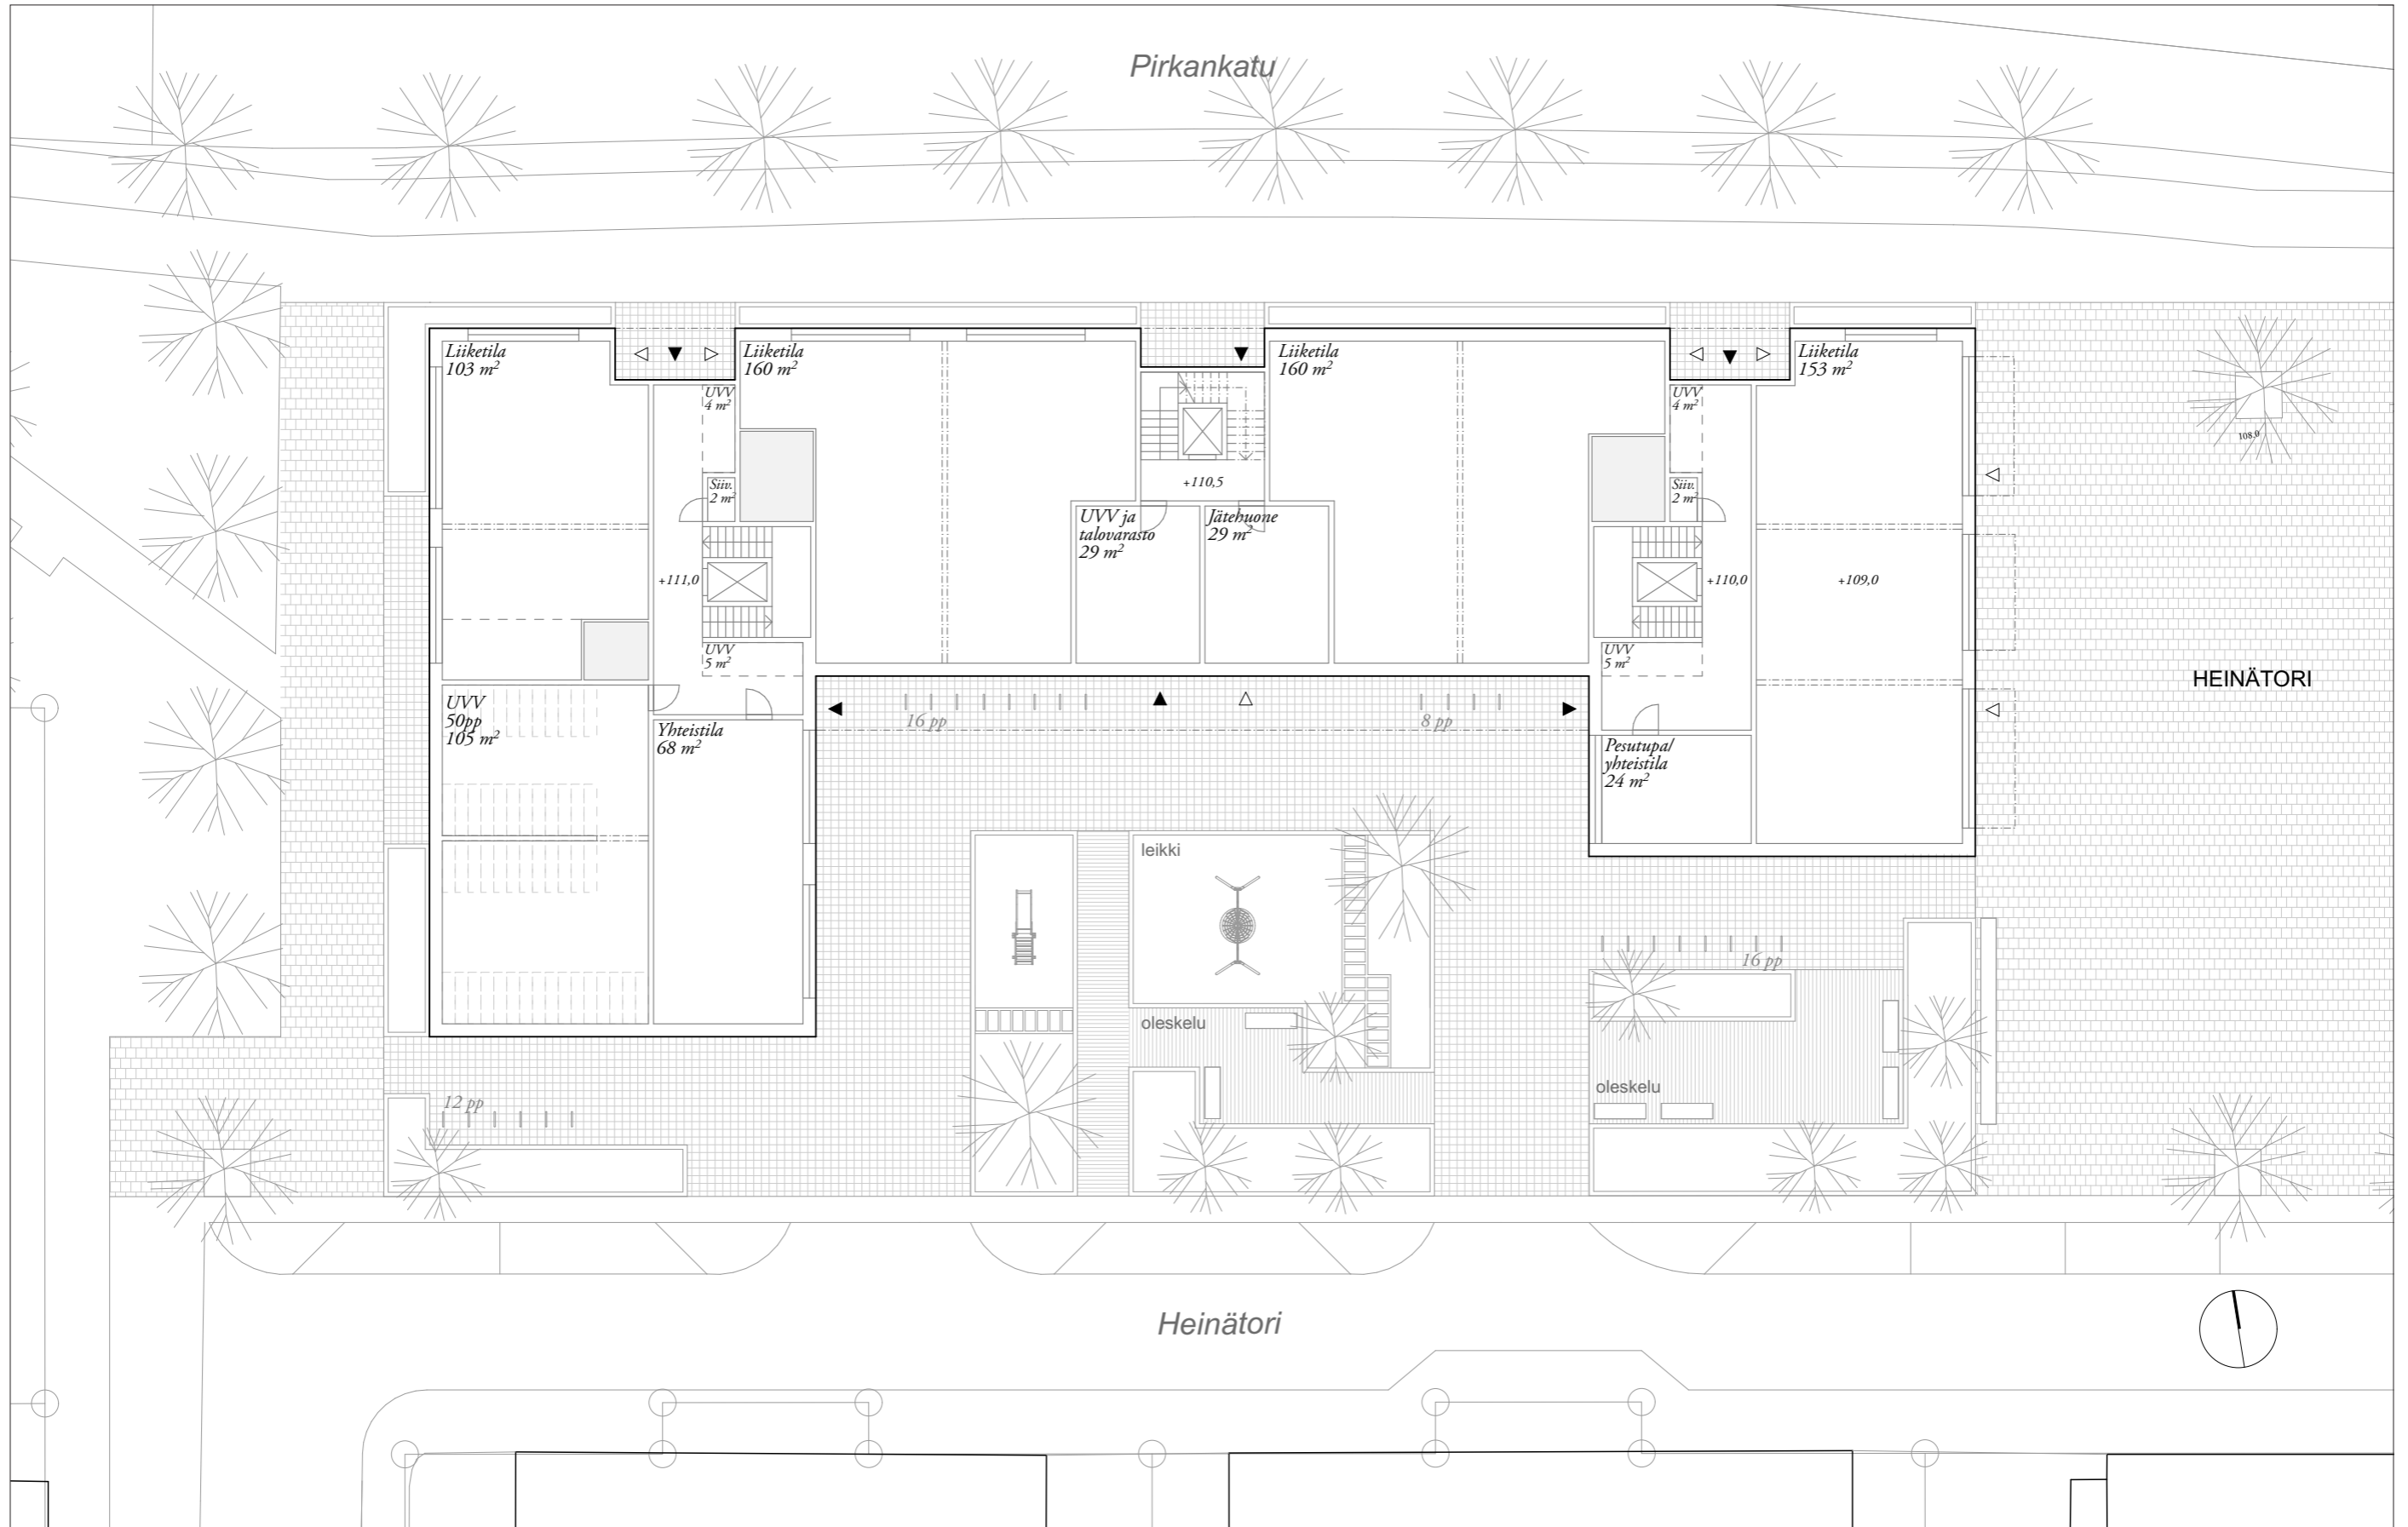 Pirkankatu
Liiketila
103 m²
Liiketila
160 m²
Liiketila
160 m²
Liiketila
153 m²
UVV
4 m²
UVV
4 m²
108,0
Siiv.
2 m²
+110,5
Siiv.
2 m²
UVV ja
talovarasto
29 m²
Jätehuone
29 m²
+111,0
+110,0
+109,0
UVV
5 m²
UVV
5 m²
HEINÄTORI
UVV
50pp
105 m²
Yhteistila
68 m²
16 pp
8 pp
Pesutupa/
yhteistila
24 m²
leikki
16 pp
oleskelu
oleskelu
12 pp
Heinätori